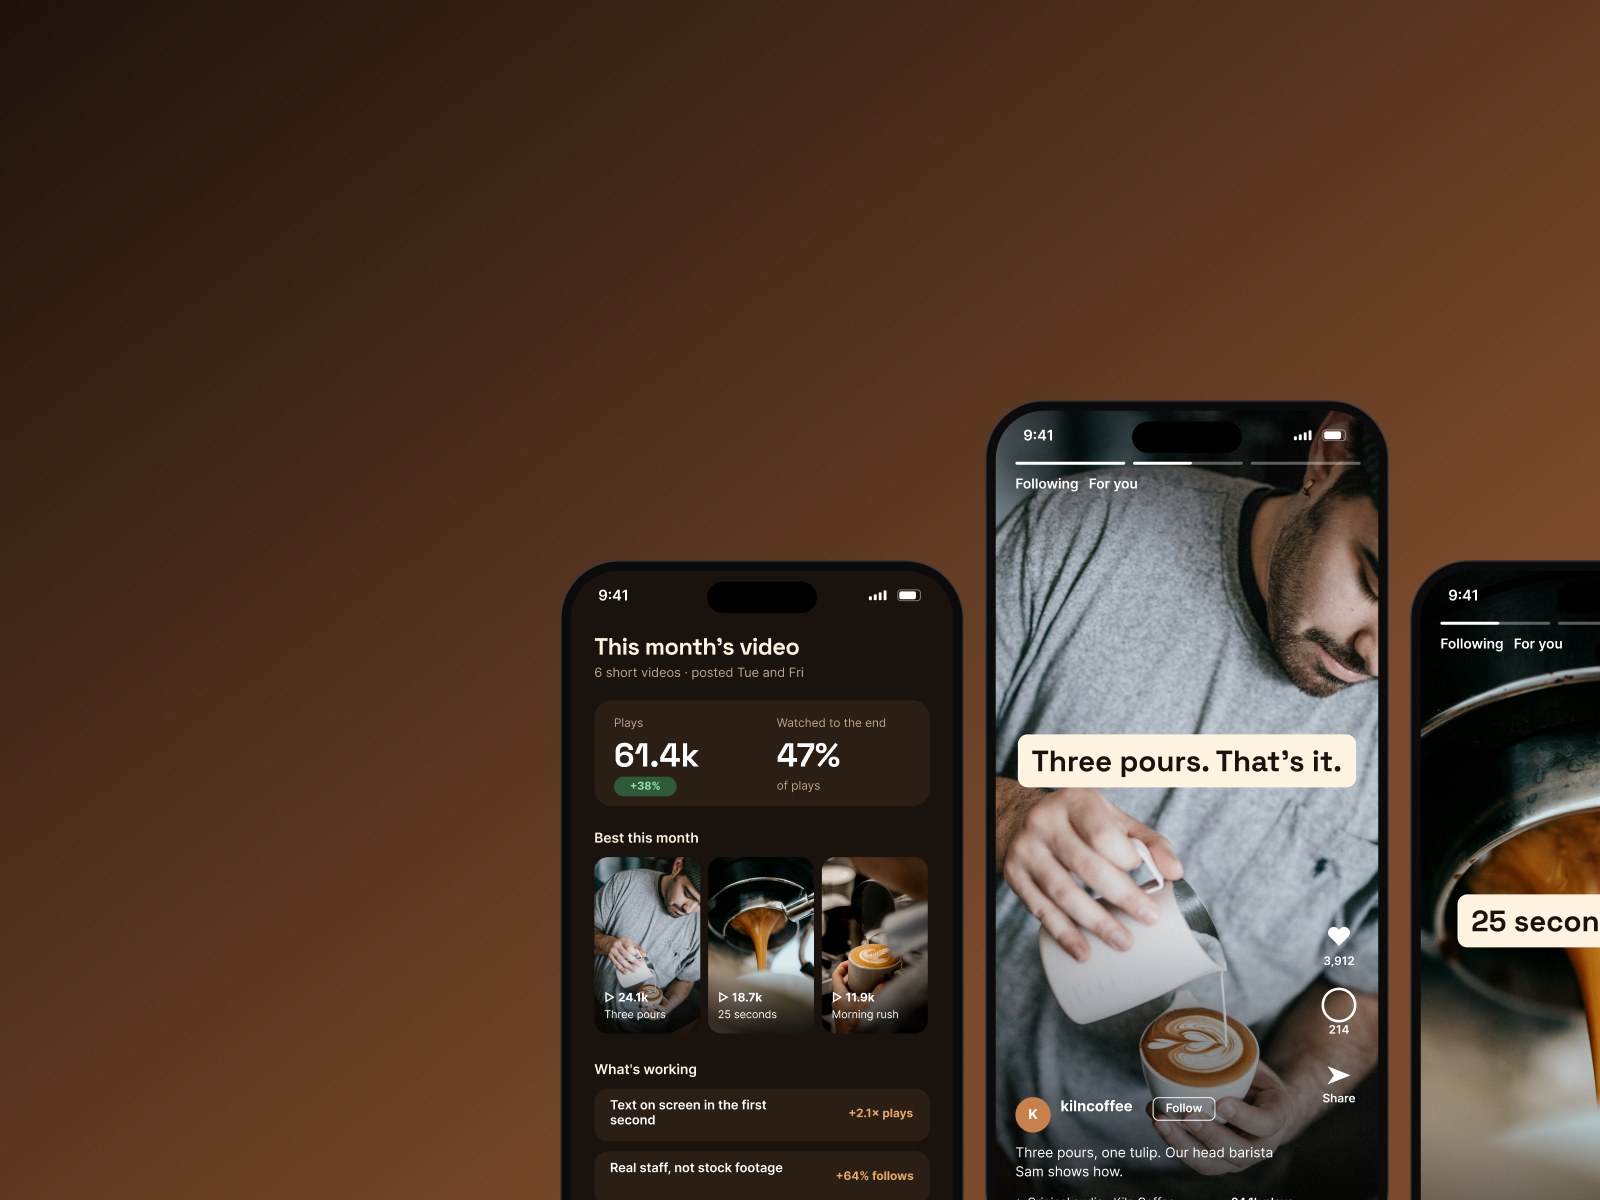 9:41
This month's video
6 short videos · posted Tue and Fri
Plays
61.4k
+38%
Watched to the end
47%
of plays
Best this month
24.1k
Three pours
18.7k
25 seconds
11.9k
Morning rush
What's working
Text on screen in the first
second
+2.1× plays
Real staff, not stock footage
+64% follows
9:41
Following For you
Three pours. That's it.
3,912
214
Share
K
kilncoffee
Follow
Three pours, one tulip. Our head barista
Sam shows how.
9:41
Following For you
25